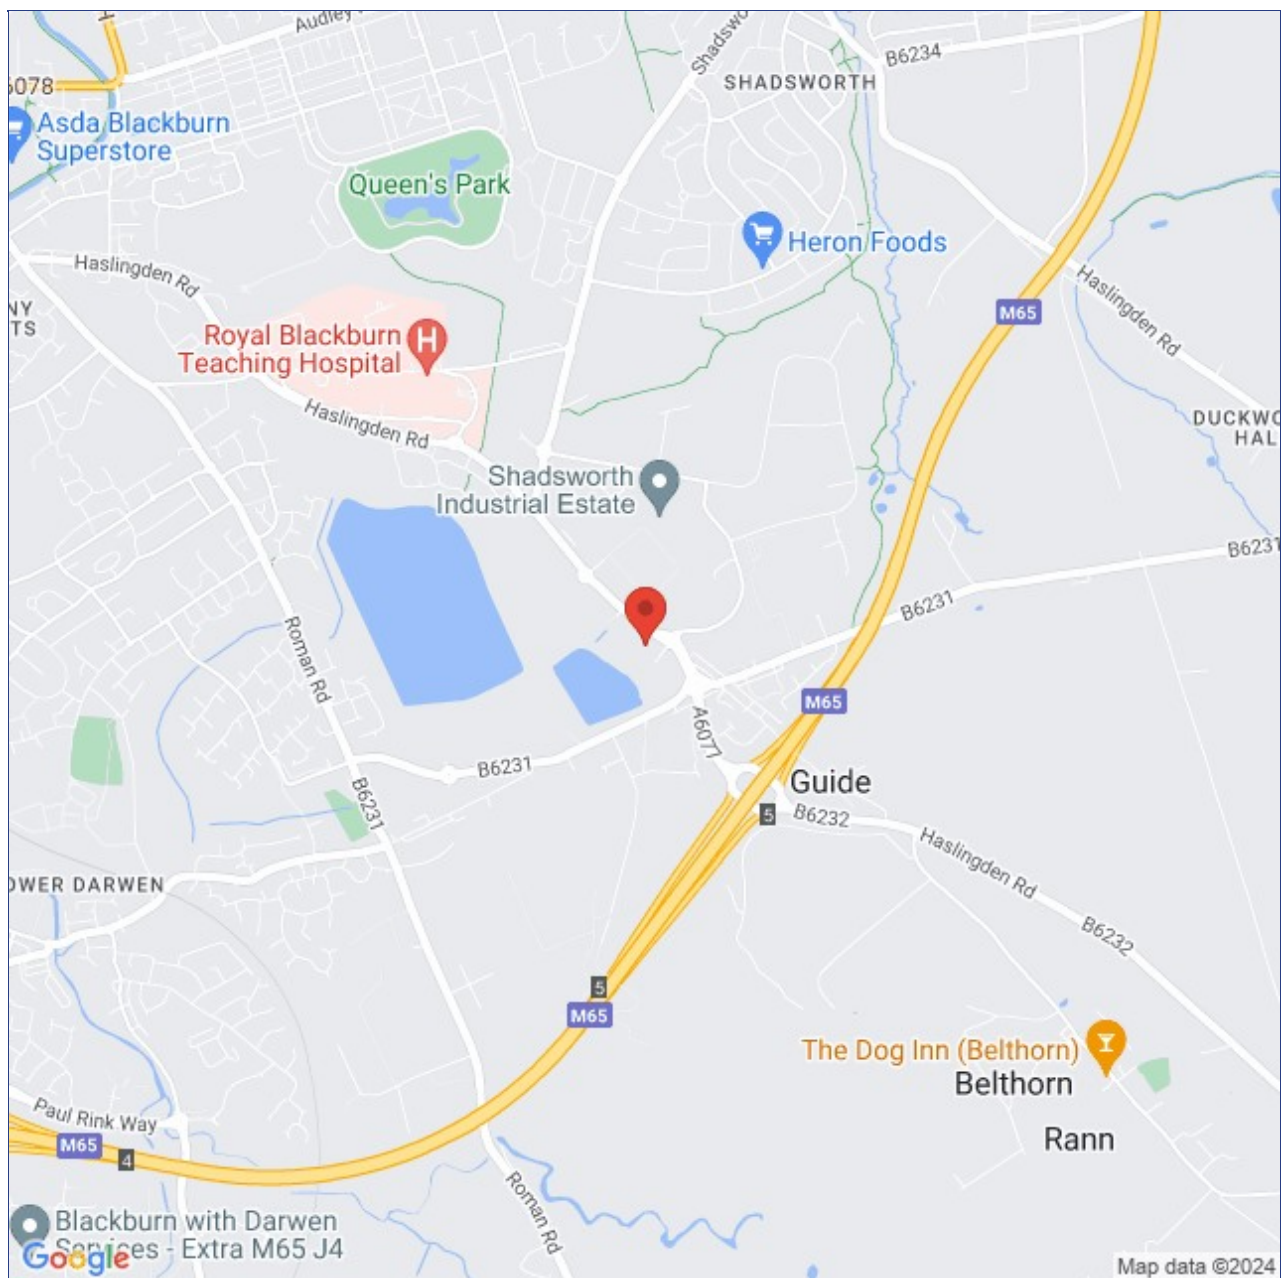 Audley
SHADSWORTH
B6234
Asda Blackburn
Superstore
Queen's Park
Heron Foods
Haslingden Rd
M65
Haslingden Rd
Royal Blackburn
Teaching Hospital
H
Haslingden Rd
Shadsworth
Industrial Estate
B6231
B6231
Roman Rd
M65
A6077
B6231
Guide
5
B6232
B6231
Haslingden Rd
B6232
5
M65
The Dog Inn (Belthorn)
Belthorn
Rann
Paul Rink Way
M65
4
Roman Rd
Blackburn with Darwen
Services - Extra M65 J4
Google
Map data ©2024